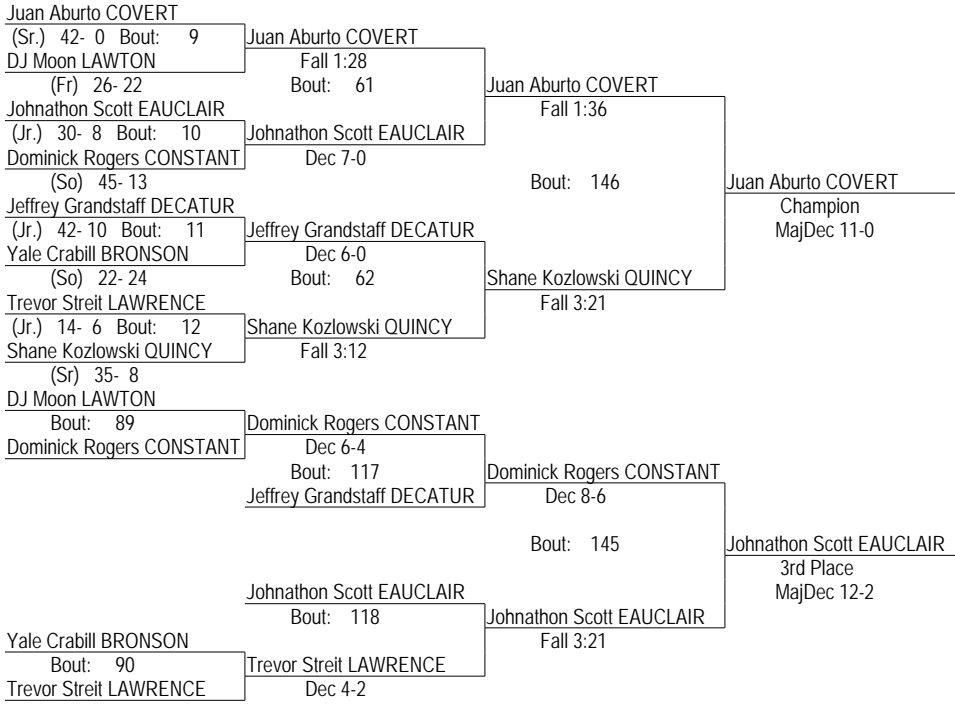 Juan Aburto COVERT
(Sr.) 42- 0 Bout: 9
Juan Aburto COVERT
DJ Moon LAWTON
Fall 1:28
(Fr) 26- 22
Bout: 61
Juan Aburto COVERT
Johnathon Scott EAUCLAIR
Fall 1:36
(Jr.) 30- 8 Bout: 10
Johnathon Scott EAUCLAIR
Dominick Rogers CONSTANT
Dec 7-0
(So) 45- 13
Bout: 146
Juan Aburto COVERT
Jeffrey Grandstaff DECATUR
Champion
(Jr.) 42- 10 Bout: 11
Jeffrey Grandstaff DECATUR
MajDec 11-0
Yale Crabill BRONSON
Dec 6-0
(So) 22- 24
Bout: 62
Shane Kozlowski QUINCY
Trevor Streit LAWRENCE
Fall 3:21
(Jr.) 14- 6 Bout: 12
Shane Kozlowski QUINCY
Shane Kozlowski QUINCY
Fall 3:12
(Sr) 35- 8
DJ Moon LAWTON
Bout: 89
Dominick Rogers CONSTANT
Dominick Rogers CONSTANT
Dec 6-4
Bout: 117
Dominick Rogers CONSTANT
Jeffrey Grandstaff DECATUR
Dec 8-6
Bout: 145
Johnathon Scott EAUCLAIR
3rd Place
Johnathon Scott EAUCLAIR
MajDec 12-2
Bout: 118
Johnathon Scott EAUCLAIR
Yale Crabill BRONSON
Fall 3:21
Bout: 90
Trevor Streit LAWRENCE
Trevor Streit LAWRENCE
Dec 4-2